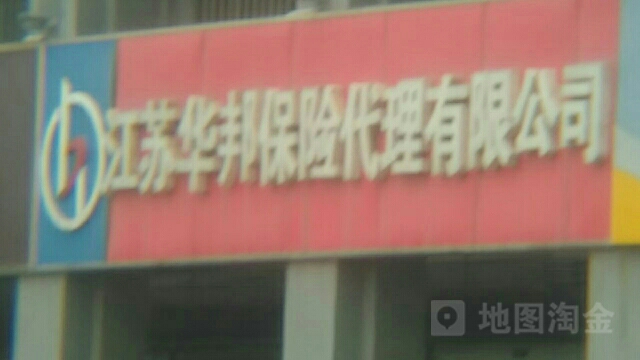 江苏华邦保险代理有限公司
地图淘金